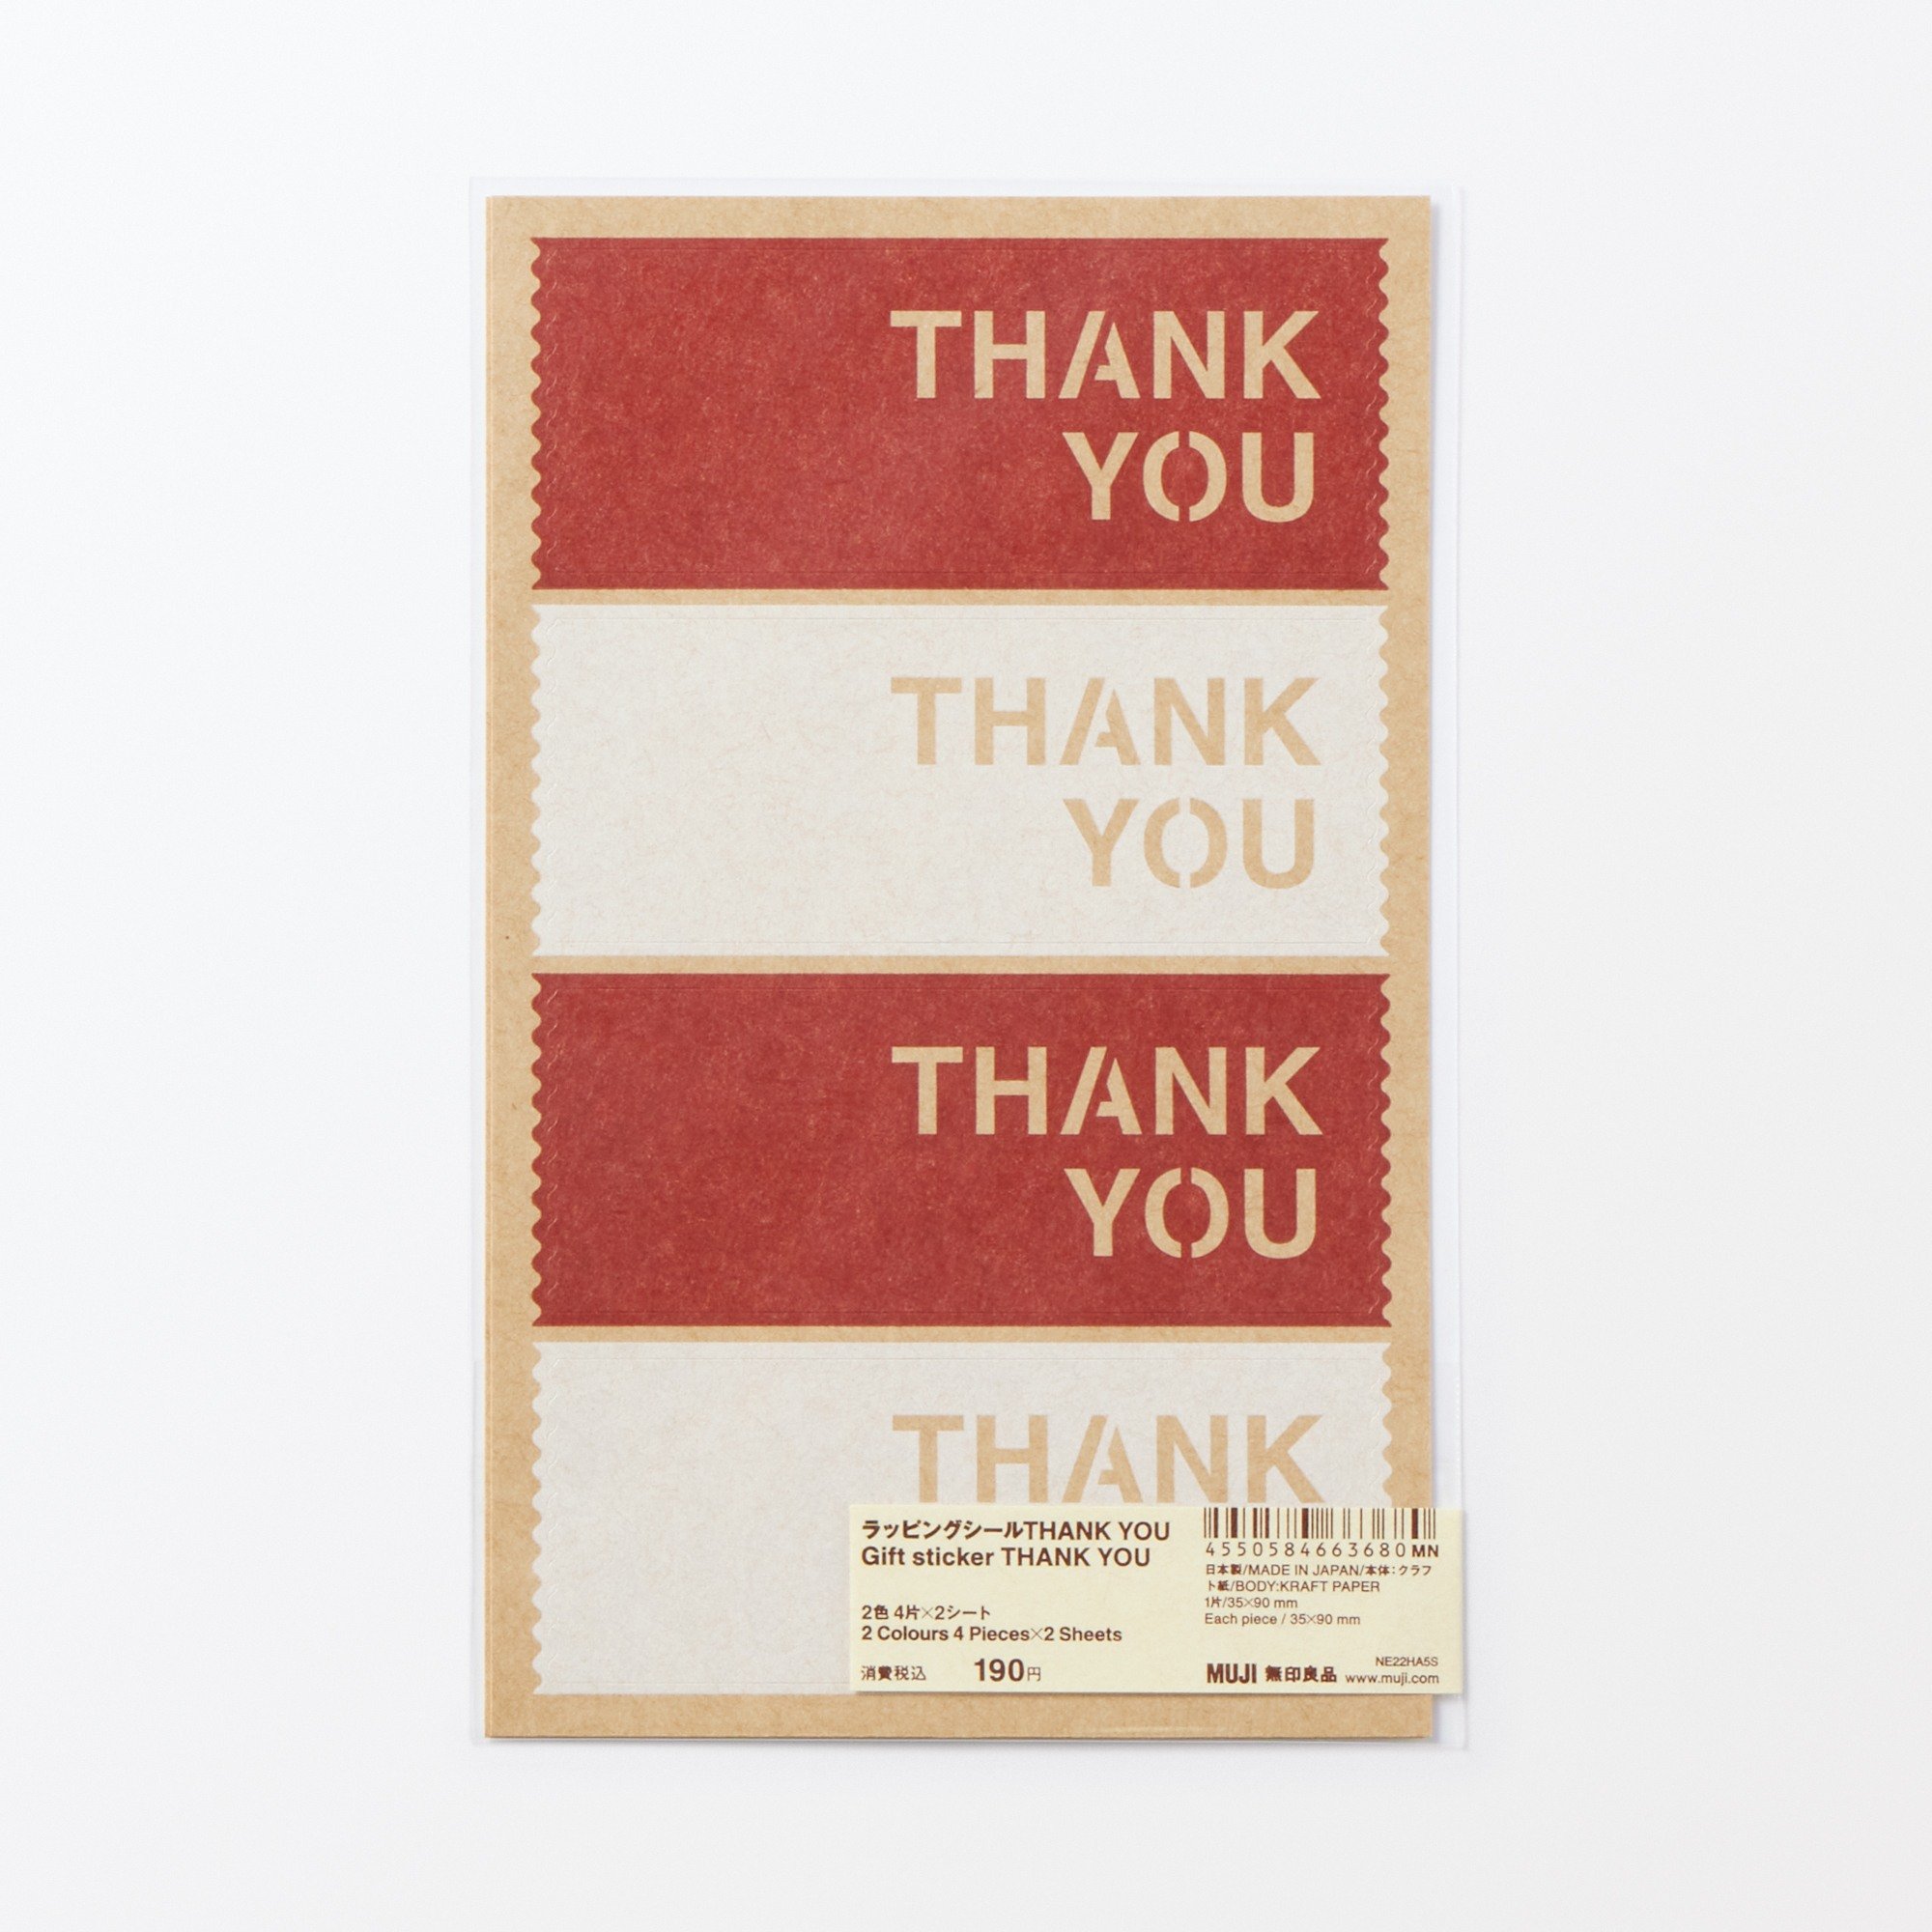 THANK
YOU
THANK
YOU
THANK
YOU
THANK
ラッピングシールTHANK YOU
Gift sticker THANK YOU
2色 4片×2シート
2 Colours 4 Pieces×2 Sheets
消費税込 190円
4550584663680 MN
日本製/MADE IN JAPAN/本体:クラフ
ト紙/BODY:KRAFT PAPER
1片/35×90 mm
Each piece / 35×90 mm
NE22HA5S
MUJI 無印良品 www.muji.com